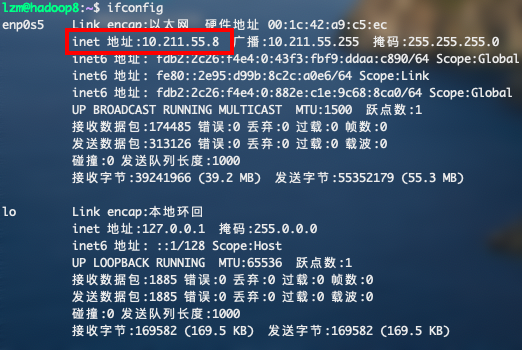 lzm@hadoop8:~$ ifconfig
enp0s5    Link encap:以太网  硬件地址 00:1c:42:a9:c5:ec
inet 地址:10.211.55.8  广播:10.211.55.255  掩码:255.255.255.0
inet6 地址: fdb2:2c26:f4e4:0:43f3:fbf9:ddaa:c890/64 Scope:Global
inet6 地址: fe80::2e95:d99b:8c2c:a0e6/64 Scope:Link
inet6 地址: fdb2:2c26:f4e4:0:882e:c1e:9c68:8ca0/64 Scope:Global
UP BROADCAST RUNNING MULTICAST  MTU:1500  跃点数:1
接收数据包:174485 错误:0 丢弃:0 过载:0 帧数:0
发送数据包:313126 错误:0 丢弃:0 过载:0 载波:0
碰撞:0 发送队列长度:1000
接收字节:39241966 (39.2 MB)  发送字节:55352179 (55.3 MB)
lo        Link encap:本地环回
inet 地址:127.0.0.1  掩码:255.0.0.0
inet6 地址: ::1/128 Scope:Host
UP LOOPBACK RUNNING  MTU:65536  跃点数:1
接收数据包:1885 错误:0 丢弃:0 过载:0 帧数:0
发送数据包:1885 错误:0 丢弃:0 过载:0 载波:0
碰撞:0 发送队列长度:1000
接收字节:169582 (169.5 KB)  发送字节:169582 (169.5 KB)